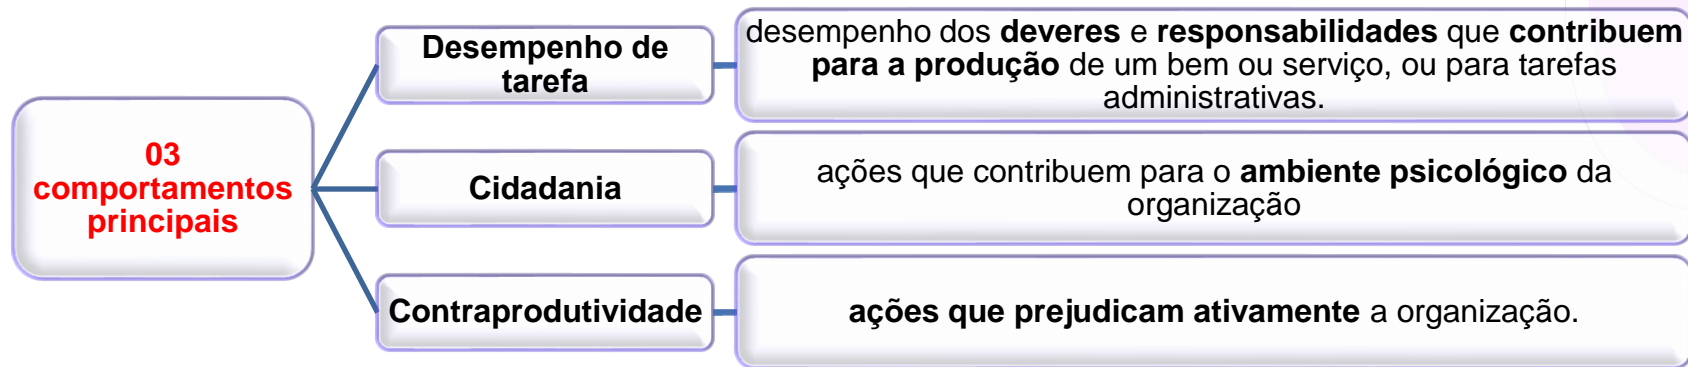 03
comportamentos
principais
Desempenho de
tarefa
desempenho dos deveres e responsabilidades que contribuem
para a produção de um bem ou serviço, ou para tarefas
administrativas.
Cidadania
ações que contribuem para o ambiente psicológico da
organização
Contraprodutividade
ações que prejudicam ativamente a organização.